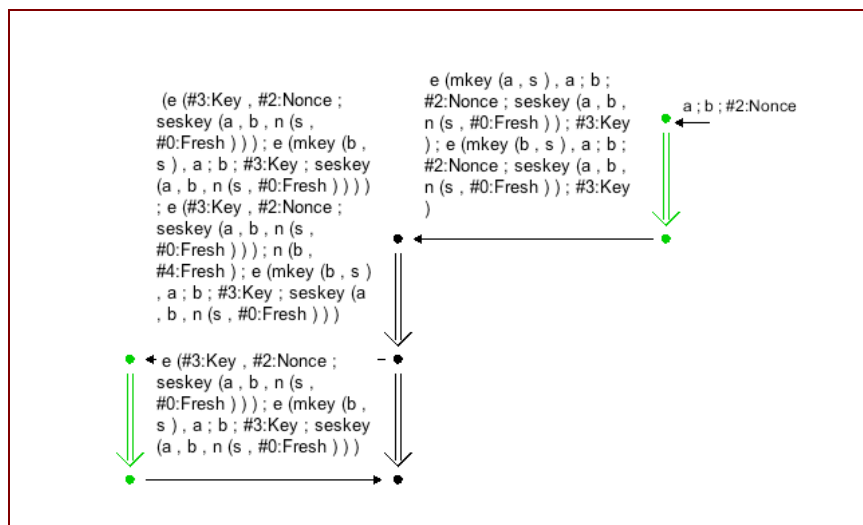 (e (#3:Key , #2:Nonce ;
seskey (a , b , n (s ,
#0:Fresh ) ) ) ; e (mkey (b ,
s ) , a ; b ; #3:Key ; seskey
(a , b , n (s , #0:Fresh ) ) ) )
; e (#3:Key , #2:Nonce ;
seskey (a , b , n (s ,
#0:Fresh ) ) ) ; n (b ,
#4:Fresh ) ; e (mkey (b , s )
, a ; b ; #3:Key ; seskey (a
, b , n (s , #0:Fresh ) ) )
e (mkey (a , s ) , a ; b ;
#2:Nonce ; seskey (a , b ,
n (s , #0:Fresh ) ) ; #3:Key
) ; e (mkey (b , s ) , a ; b ;
#2:Nonce ; seskey (a , b ,
n (s , #0:Fresh ) ) ; #3:Key
)
a ; b ; #2:Nonce
e (#3:Key , #2:Nonce ;
seskey (a , b , n (s ,
#0:Fresh ) ) ) ; e (mkey (b ,
s ) , a ; b ; #3:Key ; seskey
(a , b , n (s , #0:Fresh ) ) )